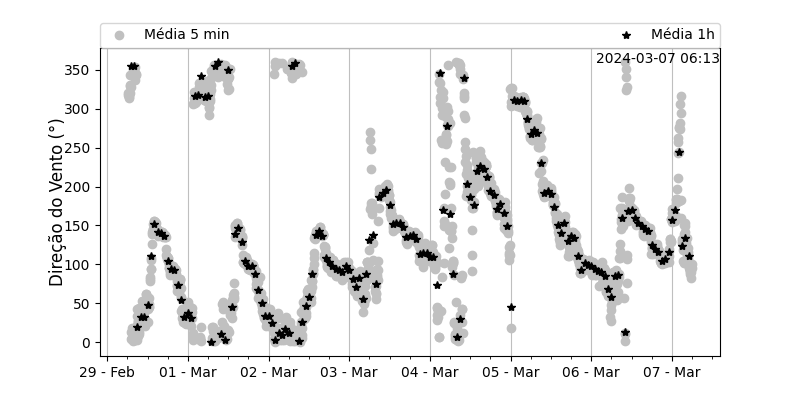 Média 5 min
Média 1h
2024-03-07 06:13
Direção do Vento (°)
350
300
250
200
150
100
50
0
29 - Feb
01 - Mar
02 - Mar
03 - Mar
04 - Mar
05 - Mar
06 - Mar
07 - Mar